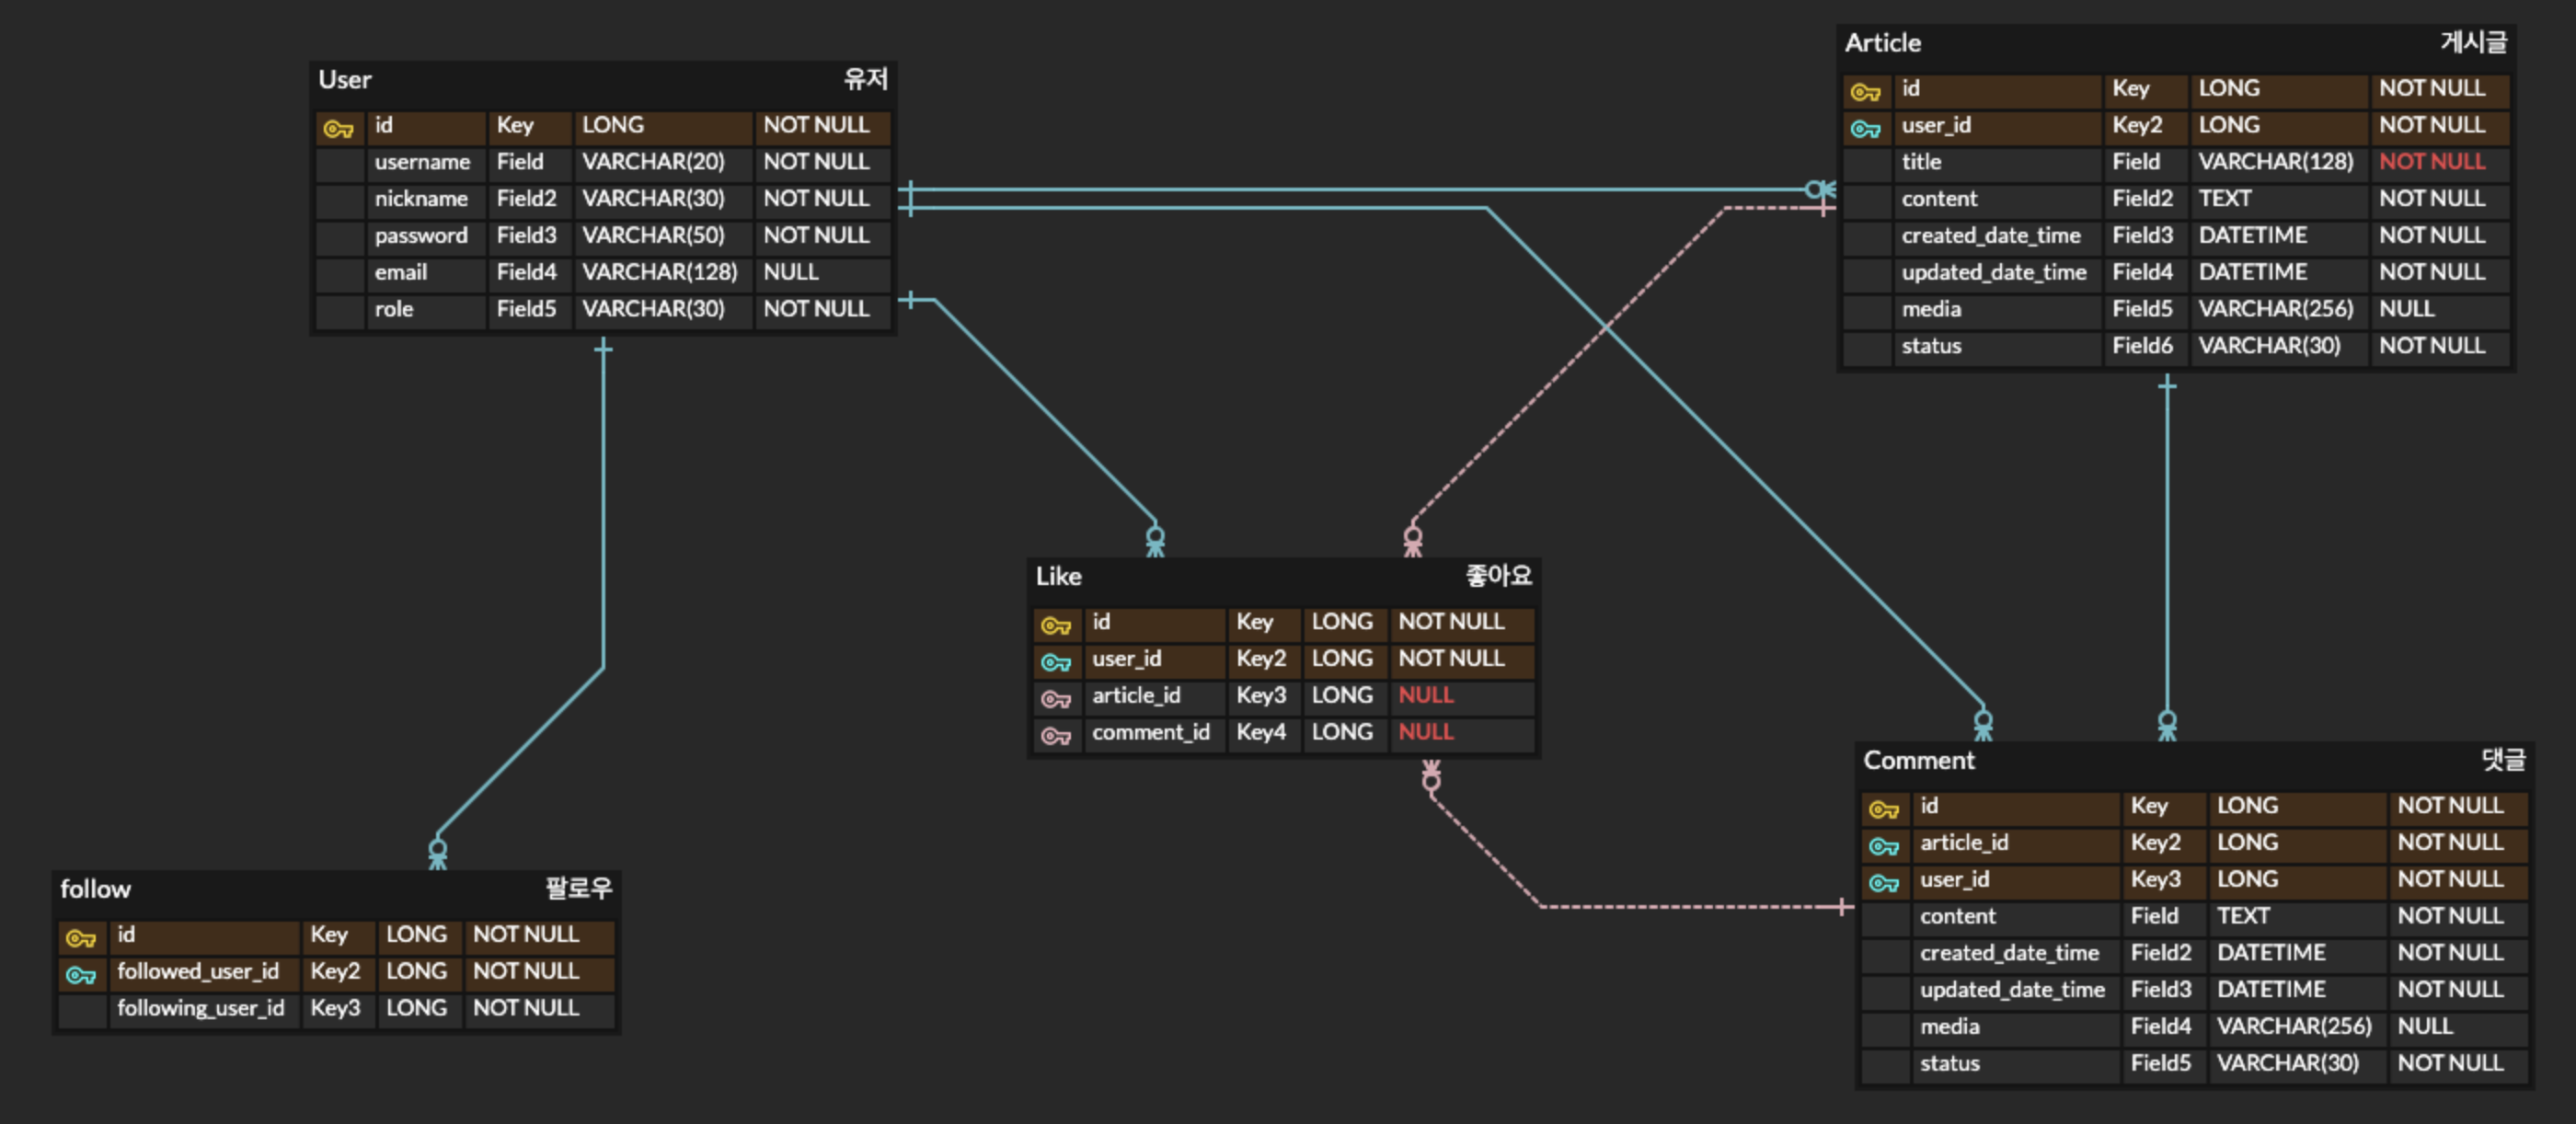 User 유저
id Key LONG NOT NULL
username Field VARCHAR(20) NOT NULL
nickname Field2 VARCHAR(30) NOT NULL
password Field3 VARCHAR(50) NOT NULL
email Field4 VARCHAR(128) NULL
role Field5 VARCHAR(30) NOT NULL
Article 게시글
id Key LONG NOT NULL
user_id Key2 LONG NOT NULL
title Field VARCHAR(128) NOT NULL
content Field2 TEXT NOT NULL
created_date_time Field3 DATETIME NOT NULL
updated_date_time Field4 DATETIME NOT NULL
media Field5 VARCHAR(256) NULL
status Field6 VARCHAR(30) NOT NULL
Like 좋아요
id Key LONG NOT NULL
user_id Key2 LONG NOT NULL
article_id Key3 LONG NULL
comment_id Key4 LONG NULL
follow 팔로우
id Key LONG NOT NULL
followed_user_id Key2 LONG NOT NULL
following_user_id Key3 LONG NOT NULL
Comment 댓글
id Key LONG NOT NULL
article_id Key2 LONG NOT NULL
user_id Key3 LONG NOT NULL
content Field TEXT NOT NULL
created_date_time Field2 DATETIME NOT NULL
updated_date_time Field3 DATETIME NOT NULL
media Field4 VARCHAR(256) NULL
status Field5 VARCHAR(30) NOT NULL